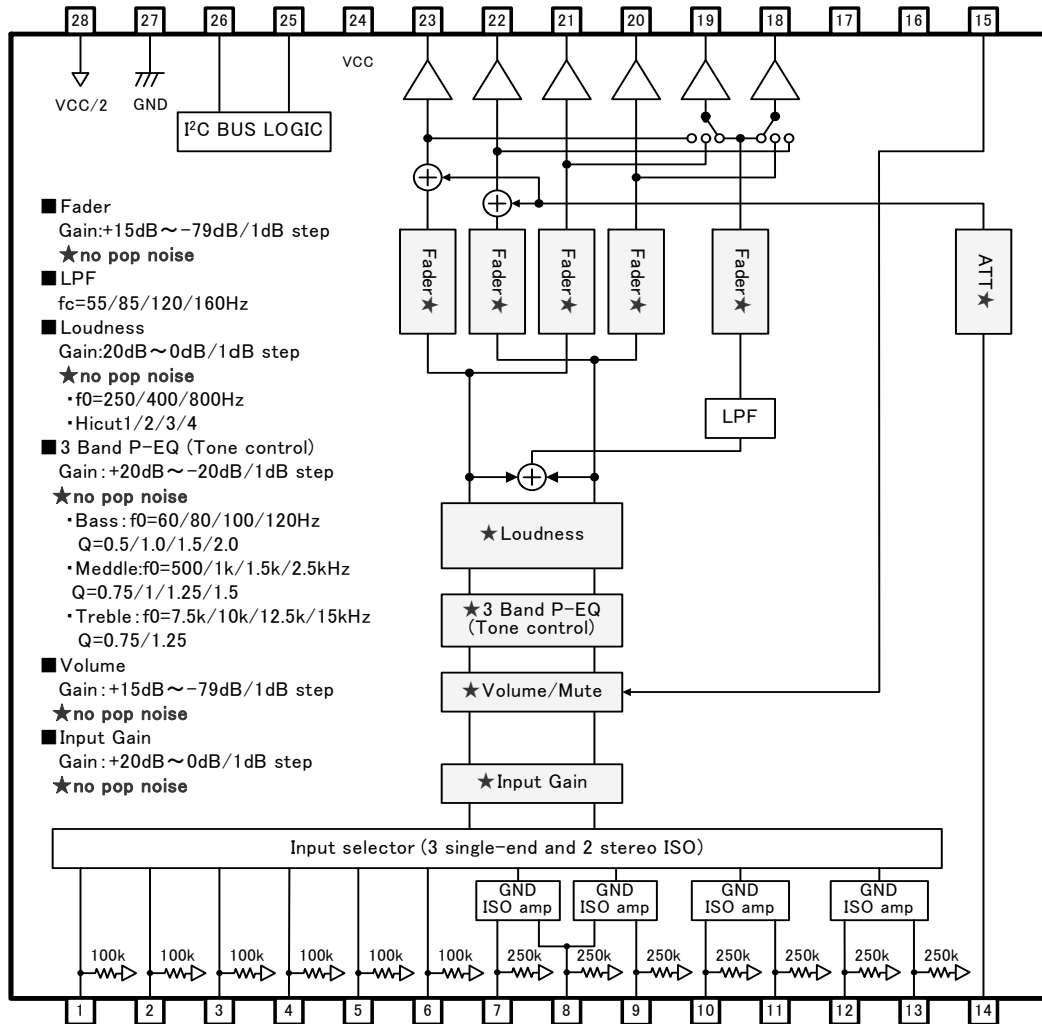 28 27 26 25 24 23 22 21 20 19 18 17 16 15
VCC/2
GND
I²C BUS LOGIC
VCC
■ Fader
Gain:+15dB～−79dB/1dB step
★no pop noise
■ LPF
fc=55/85/120/160Hz
■ Loudness
Gain:20dB～0dB/1dB step
★no pop noise
・f0=250/400/800Hz
・Hicut1/2/3/4
■ 3 Band P−EQ (Tone control)
Gain:+20dB～−20dB/1dB step
★no pop noise
・Bass:f0=60/80/100/120Hz
Q=0.5/1.0/1.5/2.0
・Meddle:f0=500/1k/1.5k/2.5kHz
Q=0.75/1/1.25/1.5
・Treble:f0=7.5k/10k/12.5k/15kHz
Q=0.75/1.25
■ Volume
Gain:+15dB～−79dB/1dB step
★no pop noise
■ Input Gain
Gain:+20dB～0dB/1dB step
★no pop noise
Fader★
Fader★
Fader★
Fader★
Fader★
ATT★
LPF
★Loudness
★3 Band P−EQ
(Tone control)
★Volume/Mute
★Input Gain
Input selector (3 single−end and 2 stereo ISO)
GND
ISO amp
GND
ISO amp
GND
ISO amp
GND
ISO amp
100k 100k 100k 100k 100k 100k 250k 250k 250k 250k 250k 250k 250k
1 2 3 4 5 6 7 8 9 10 11 12 13 14